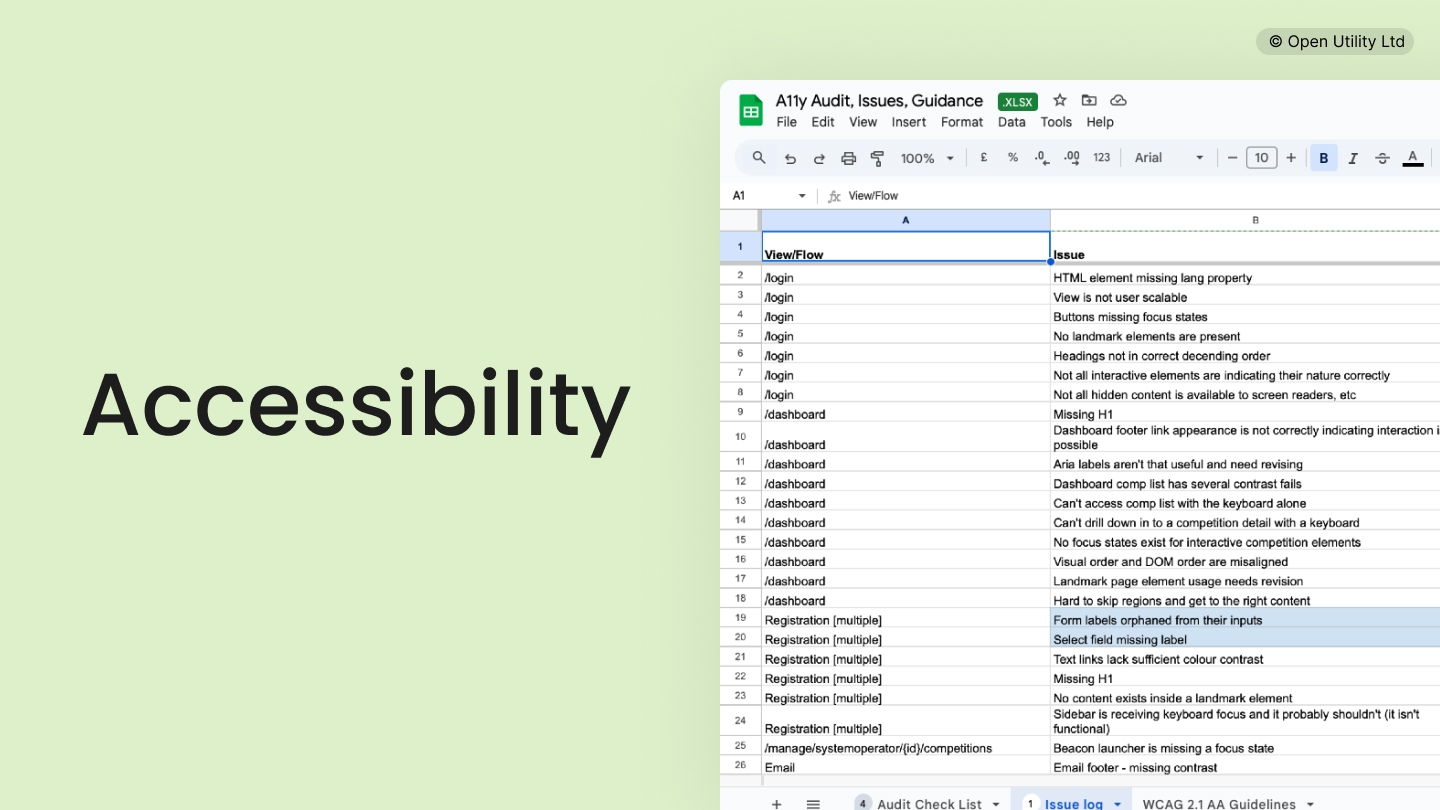 © Open Utility Ltd
Accessibility
A11y Audit, Issues, Guidance .XLSX
File Edit View Insert Format Data Tools Help
100% £ % .0 .00 123 Arial 10 B I S A
A1 fx View/Flow
A B
1 View/Flow Issue
2 /login HTML element missing lang property
3 /login View is not user scalable
4 /login Buttons missing focus states
5 /login No landmark elements are present
6 /login Headings not in correct decending order
7 /login Not all interactive elements are indicating their nature correctly
8 /login Not all hidden content is available to screen readers, etc
9 /dashboard Missing H1
10 /dashboard Dashboard footer link appearance is not correctly indicating interaction
possible
11 /dashboard Aria labels aren't that useful and need revising
12 /dashboard Dashboard comp list has several contrast fails
13 /dashboard Can't access comp list with the keyboard alone
14 /dashboard Can't drill down in to a competition detail with a keyboard
15 /dashboard No focus states exist for interactive competition elements
16 /dashboard Visual order and DOM order are misaligned
17 /dashboard Landmark page element usage needs revision
18 /dashboard Hard to skip regions and get to the right content
19 Registration [multiple] Form labels orphaned from their inputs
20 Registration [multiple] Select field missing label
21 Registration [multiple] Text links lack sufficient colour contrast
22 Registration [multiple] Missing H1
23 Registration [multiple] No content exists inside a landmark element
24 Registration [multiple] Sidebar is receiving keyboard focus and it probably shouldn't (it isn't
functional)
25 /manage/systemoperator/{id}/competitions Beacon launcher is missing a focus state
26 Email Email footer - missing contrast
4 Audit Check List 1 Issue log WCAG 2.1 AA Guidelines